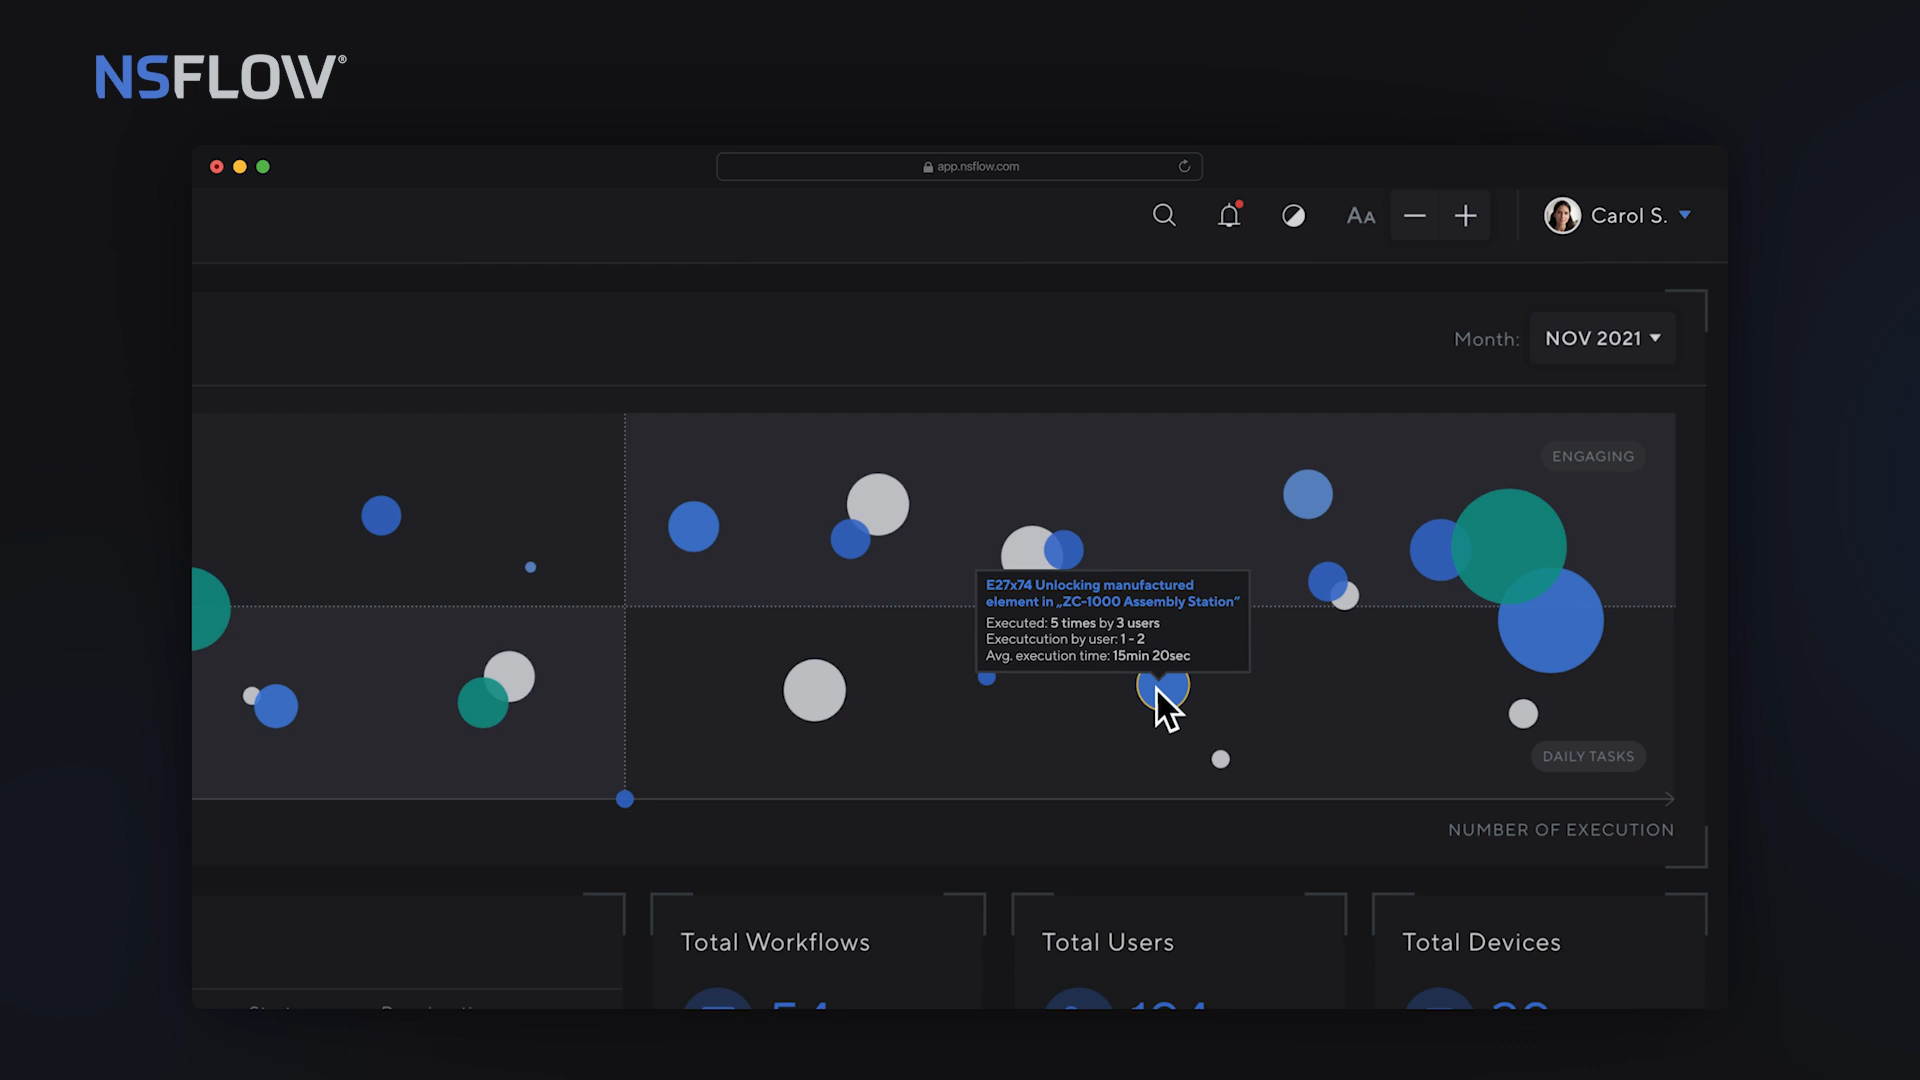 NSFLOW®
app.nsflow.com
AA
Carol S.
Month: NOV 2021
ENGAGING
E27x74 Unlocking manufactured
element in „ZC-1000 Assembly Station”
Executed: 5 times by 3 users
Executcution by user: 1 - 2
Avg. execution time: 15min 20sec
DAILY TASKS
NUMBER OF EXECUTION
Total Workflows
Total Users
Total Devices